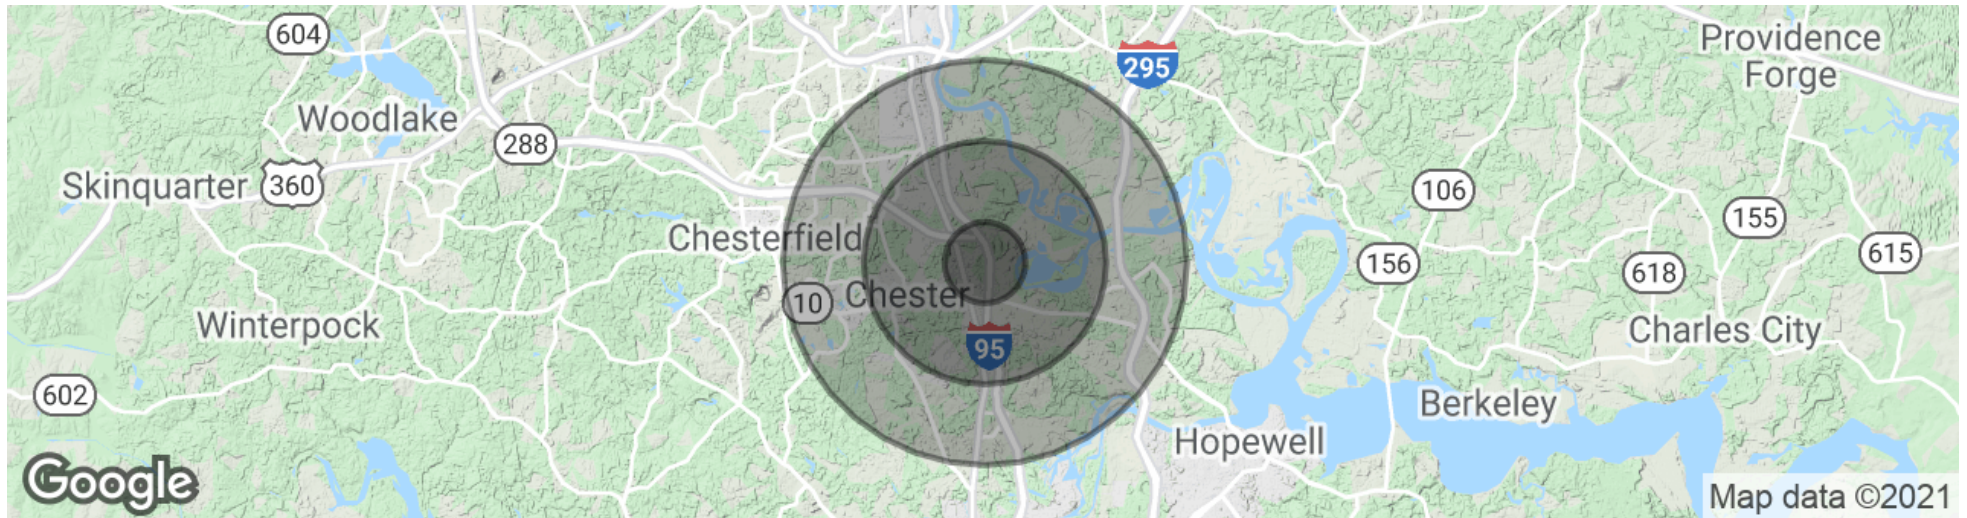 604
295
Providence
Forge
Woodlake
288
Skinquarter
360
106
155
Chesterfield
615
156
618
10
Chester
Winterpock
Charles City
95
602
Berkeley
Hopewell
Google
Map data ©2021